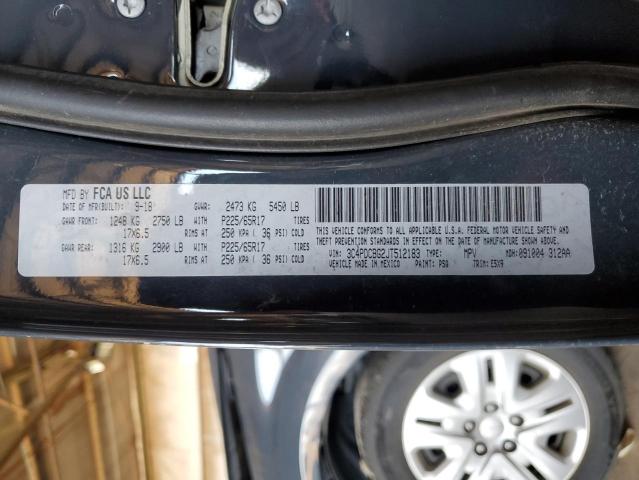 MFD BY FCA US LLC
DATE OF MFR(BUILT): 9-18 GVWR: 2473 KG 5450 LB
GAWR FRONT: 1248 KG 2750 LB WITH P225/65R17 TIRES
17X6.5 RIMS AT 250 KPA ( 36 PSI) COLD
GAWR REAR: 1316 KG 2900 LB WITH P225/65R17 TIRES
17X6.5 RIMS AT 250 KPA ( 36 PSI) COLD
THIS VEHICLE CONFORMS TO ALL APPLICABLE U.S.A. FEDERAL MOTOR VEHICLE SAFETY AND
THEFT PREVENTION STANDARDS IN EFFECT ON THE DATE OF MANUFACTURE SHOWN ABOVE.
VIN: 3C4PDCBG2JT512183 TYPE: MPV MDH: 091004 312AA
VEHICLE MADE IN MEXICO PAINT: PSQ TRIM: E5X9